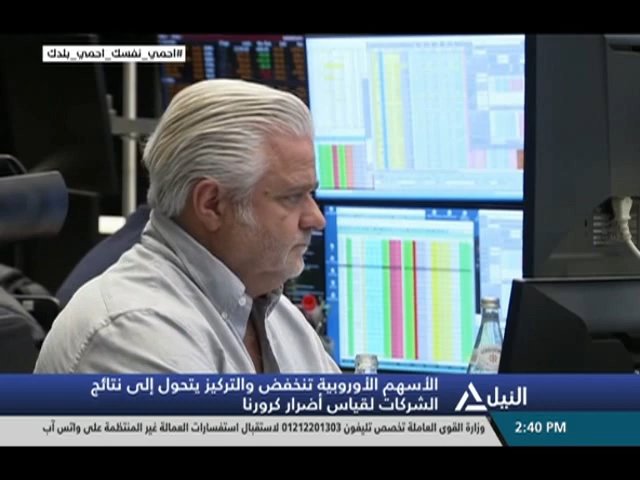 #احمي_نفسك_احمي_بلدك
الأسهم الأوروبية تنخفض والتركيز يتحول إلى نتائج
الشركات لقياس أضرار كرورنا
النيل
وزارة القوى العاملة تخصص تليفون 01212201303 لاستقبال استفسارات العمالة غير المنتظمة على واتس آب
2:40 PM